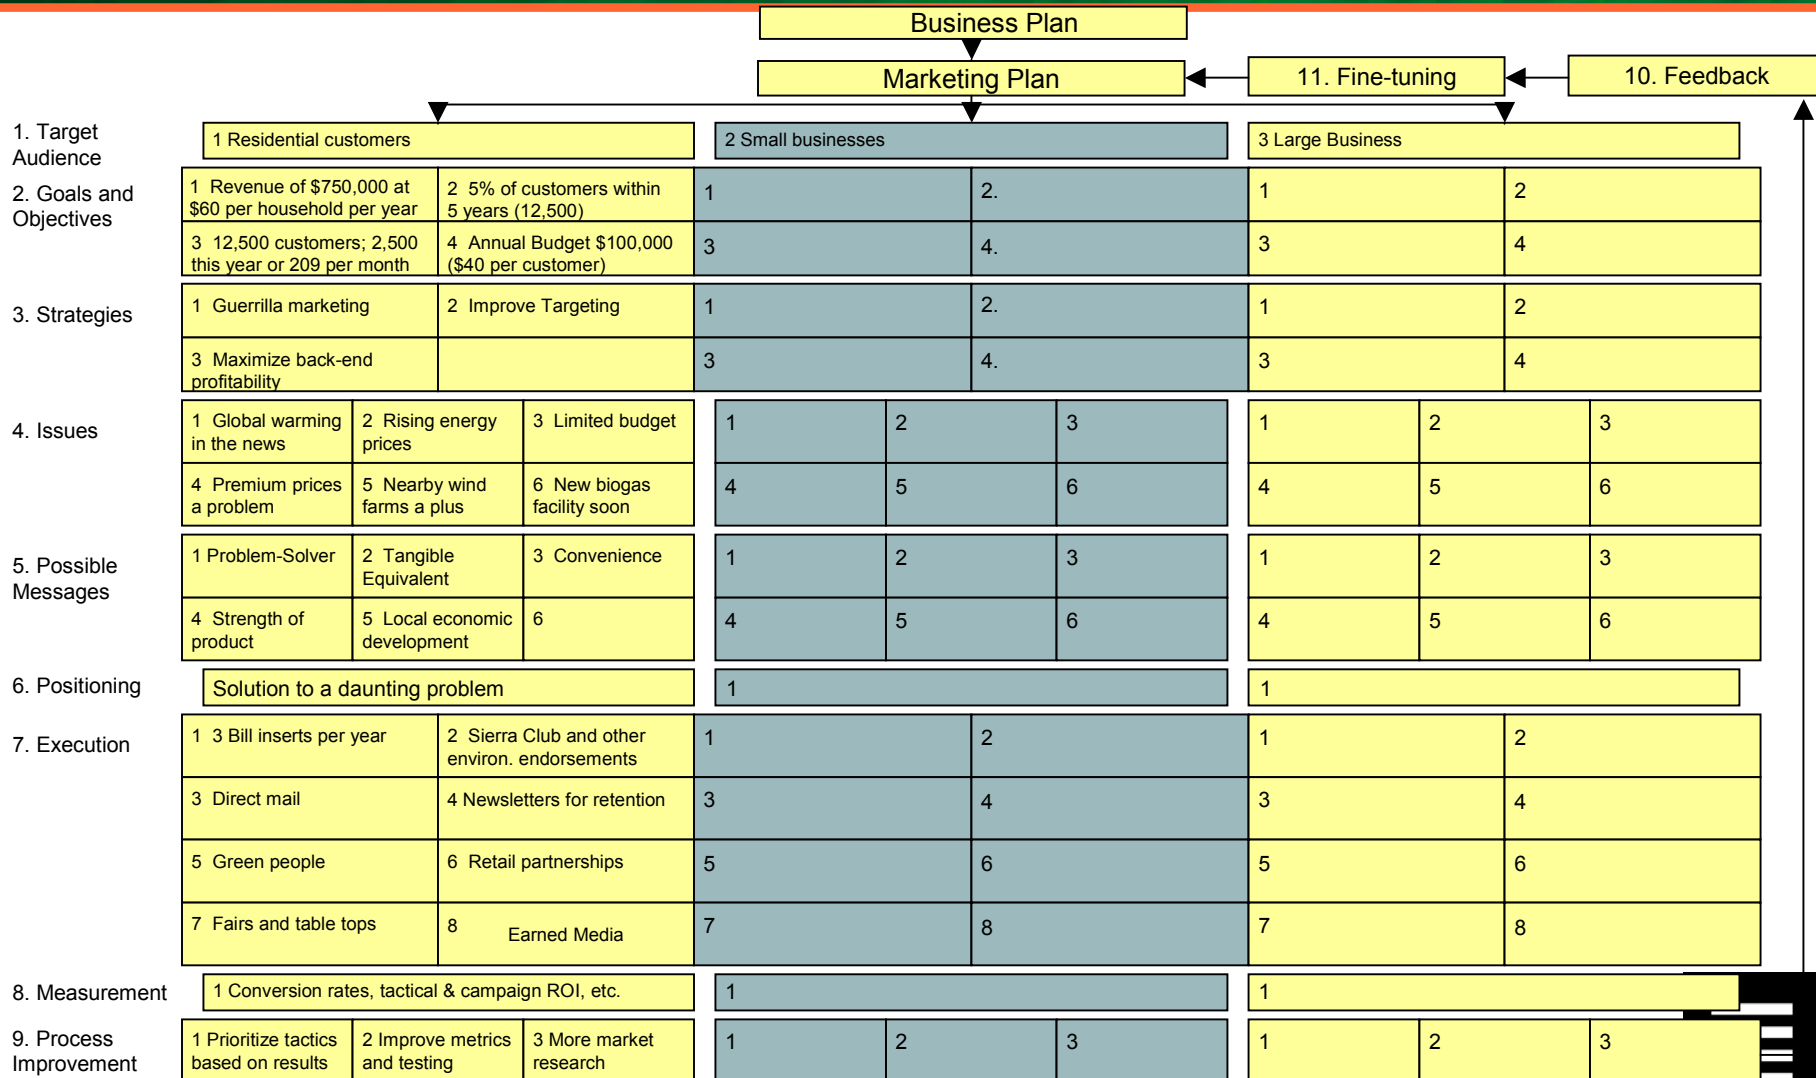 Business Plan
Marketing Plan
11. Fine-tuning
10. Feedback
1. Target
Audience
1 Residential customers
2 Small businesses
3 Large Business
2. Goals and
Objectives
1 Revenue of $750,000 at
$60 per household per year
2 5% of customers within
5 years (12,500)
1
2.
1
2
3 12,500 customers; 2,500
this year or 209 per month
4 Annual Budget $100,000
($40 per customer)
3
4.
3
4
3. Strategies
1 Guerrilla marketing
2 Improve Targeting
1
2.
1
2
3 Maximize back-end
profitability
3
4.
3
4
4. Issues
1 Global warming
in the news
2 Rising energy
prices
3 Limited budget
1
2
3
1
2
3
4 Premium prices
a problem
5 Nearby wind
farms a plus
6 New biogas
facility soon
4
5
6
4
5
6
5. Possible
Messages
1 Problem-Solver
2 Tangible
Equivalent
3 Convenience
1
2
3
1
2
3
4 Strength of
product
5 Local economic
development
6
4
5
6
4
5
6
6. Positioning
Solution to a daunting problem
1
1
7. Execution
1 3 Bill inserts per year
2 Sierra Club and other
environ. endorsements
1
2
1
2
3 Direct mail
4 Newsletters for retention
3
4
3
4
5 Green people
6 Retail partnerships
5
6
5
6
7 Fairs and table tops
8 Earned Media
7
8
7
8
8. Measurement
1 Conversion rates, tactical & campaign ROI, etc.
1
1
9. Process
Improvement
1 Prioritize tactics
based on results
2 Improve metrics
and testing
3 More market
research
1
2
3
1
2
3